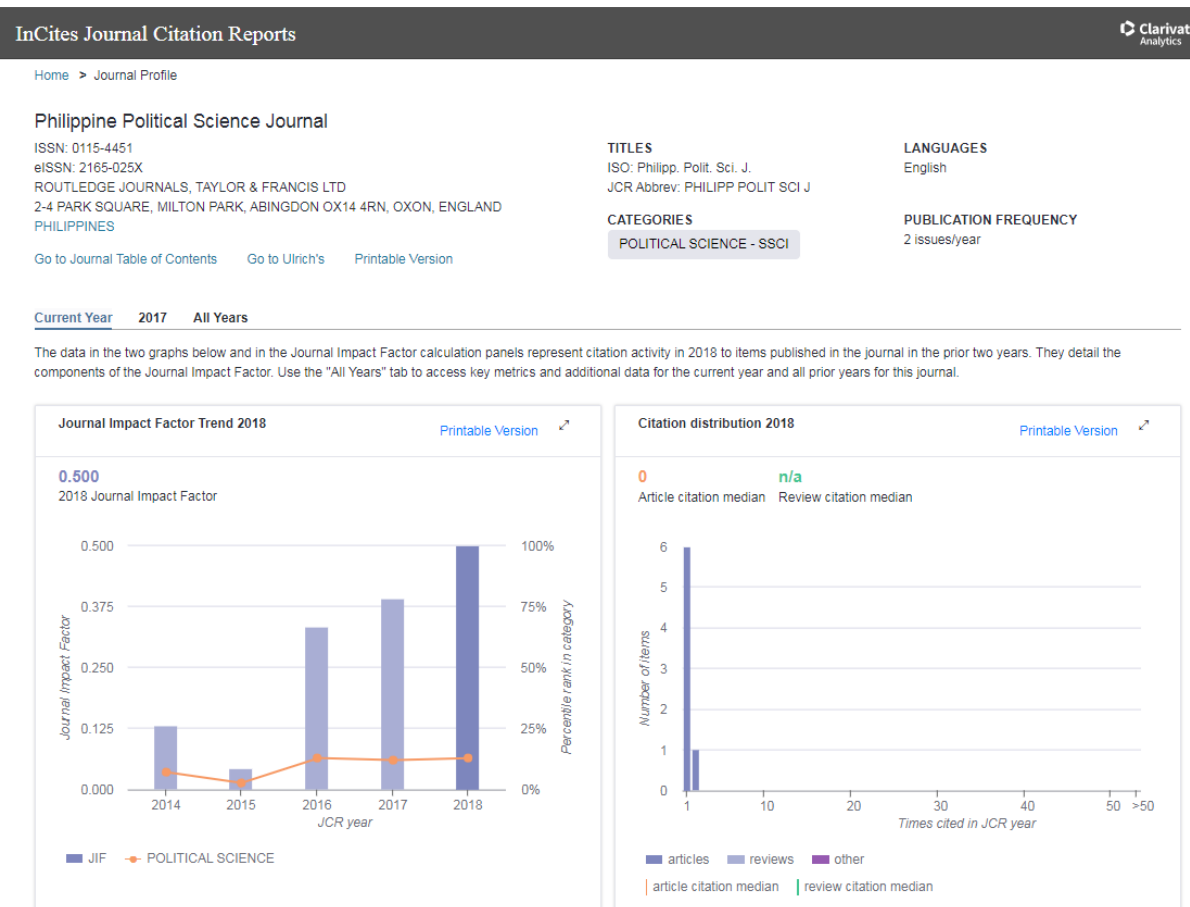 InCites Journal Citation Reports
Clarivat
Analytics
Home > Journal Profile
Philippine Political Science Journal
ISSN: 0115-4451
eISSN: 2165-025X
ROUTLEDGE JOURNALS, TAYLOR & FRANCIS LTD
2-4 PARK SQUARE, MILTON PARK, ABINGDON OX14 4RN, OXON, ENGLAND
PHILIPPINES
Go to Journal Table of Contents Go to Ulrich's Printable Version
TITLES
ISO: Philipp. Polit. Sci. J.
JCR Abbrev: PHILIPP POLIT SCI J
CATEGORIES
POLITICAL SCIENCE - SSCI
LANGUAGES
English
PUBLICATION FREQUENCY
2 issues/year
Current Year 2017 All Years
The data in the two graphs below and in the Journal Impact Factor calculation panels represent citation activity in 2018 to items published in the journal in the prior two years. They detail the
components of the Journal Impact Factor. Use the "All Years" tab to access key metrics and additional data for the current year and all prior years for this journal.
Journal Impact Factor Trend 2018
Printable Version
0.500
2018 Journal Impact Factor
0.500 100%
0.375 75%
0.250 50%
0.125 25%
0.000 0%
Journal Impact Factor
Percentile rank in category
2014 2015 2016 2017 2018
JCR year
JIF POLITICAL SCIENCE
Citation distribution 2018
Printable Version
0 n/a
Article citation median Review citation median
6
5
4
3
2
1
0
Number of items
1 10 20 30 40 50 >50
Times cited in JCR year
articles reviews other
article citation median review citation median